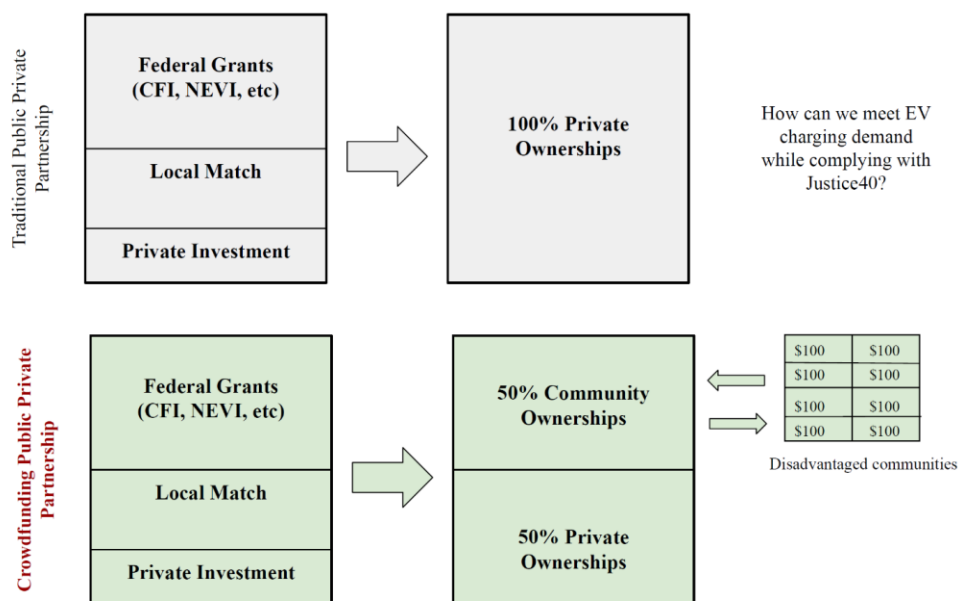 Traditional Public Private
Partnership
Federal Grants
(CFI, NEVI, etc)
Local Match
Private Investment
100% Private
Ownerships
How can we meet EV
charging demand
while complying with
Justice40?
Crowdfunding Public Private
Partnership
Federal Grants
(CFI, NEVI, etc)
Local Match
Private Investment
50% Community
Ownerships
50% Private
Ownerships
$100 $100
$100 $100
$100 $100
$100 $100
Disadvantaged communities